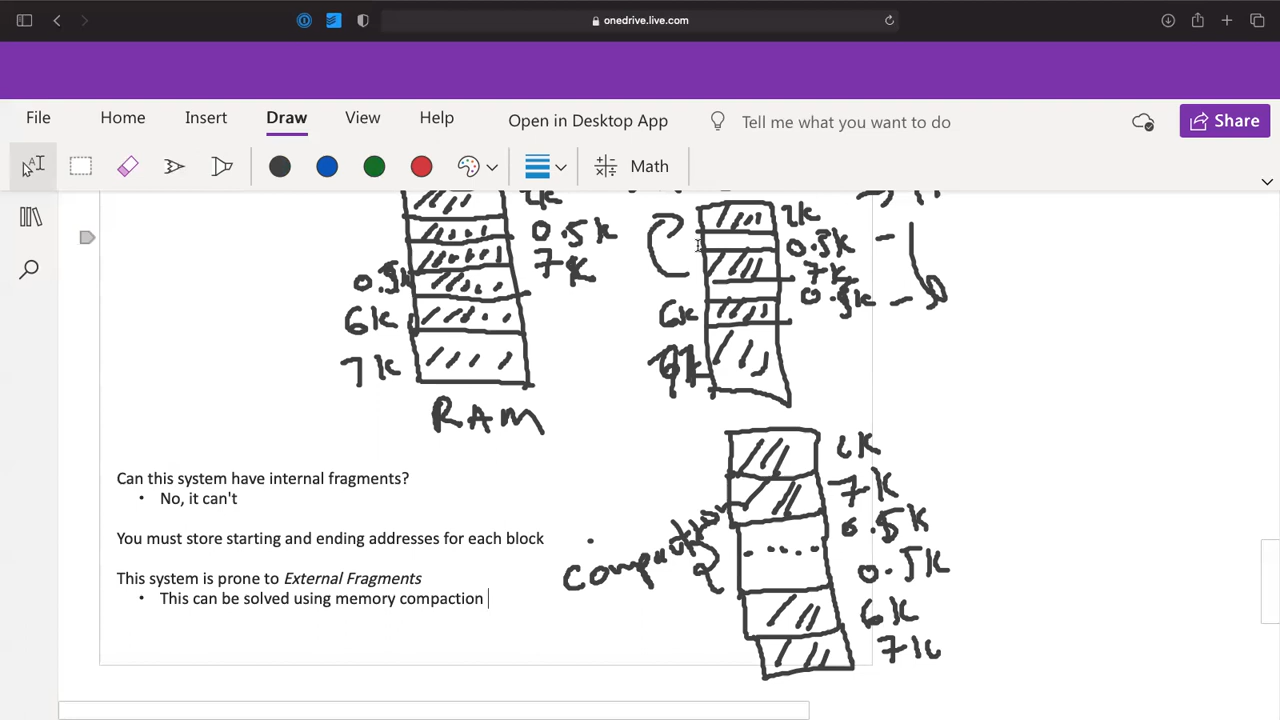 onedrive.live.com
File Home Insert Draw View Help Open in Desktop App Tell me what you want to do Share
Math
0.5k
7k
0.5k
6k
7k
RAM
2k
0.5k
7k
0.5k
6k
Can this system have internal fragments?
• No, it can't
You must store starting and ending addresses for each block
This system is prone to External Fragments
• This can be solved using memory compaction
compaction
2k
7k
0.5k
0.5k
6k
7k